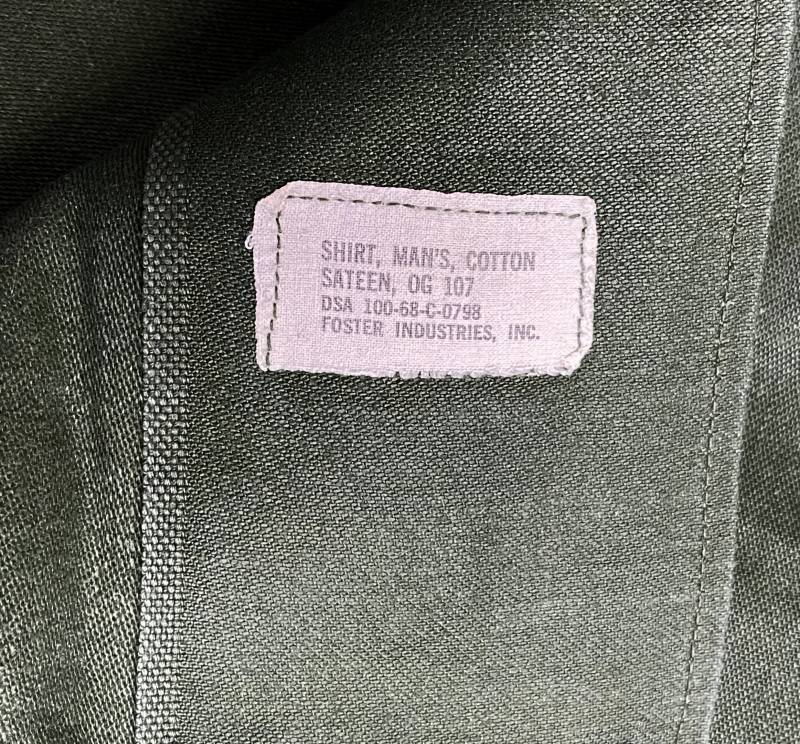 SHIRT, MAN'S, COTTON
SATEEN, OG 107
DSA 100-68-C-0798
FOSTER INDUSTRIES, INC.